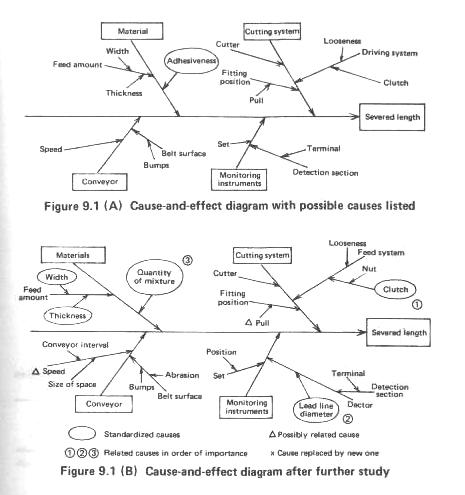 Material
Cutting system
Width
Feed amount
Adhesiveness
Thickness
Cutter
Looseness
Driving system
Fitting
position
Pull
Clutch
Severed length
Speed
Belt surface
Bumps
Conveyor
Set
Terminal
Detection section
Monitoring
instruments
Figure 9.1 (A) Cause-and-effect diagram with possible causes listed
Materials
Cutting system
Width
Feed
amount
Thickness
Quantity
of mixture
③
Cutter
Looseness
Feed system
Nut
Fitting
position
△ Pull
Clutch
①
Severed length
Conveyor interval
△ Speed
Size of space
Abrasion
Bumps
Belt surface
Conveyor
Position
Set
Terminal
Detection
section
Dactor
Lead line
diameter
②
Monitoring
instruments
Standardized causes
△ Possibly related cause
①②③ Related causes in order of importance
x Cause replaced by new one
Figure 9.1 (B) Cause-and-effect diagram after further study